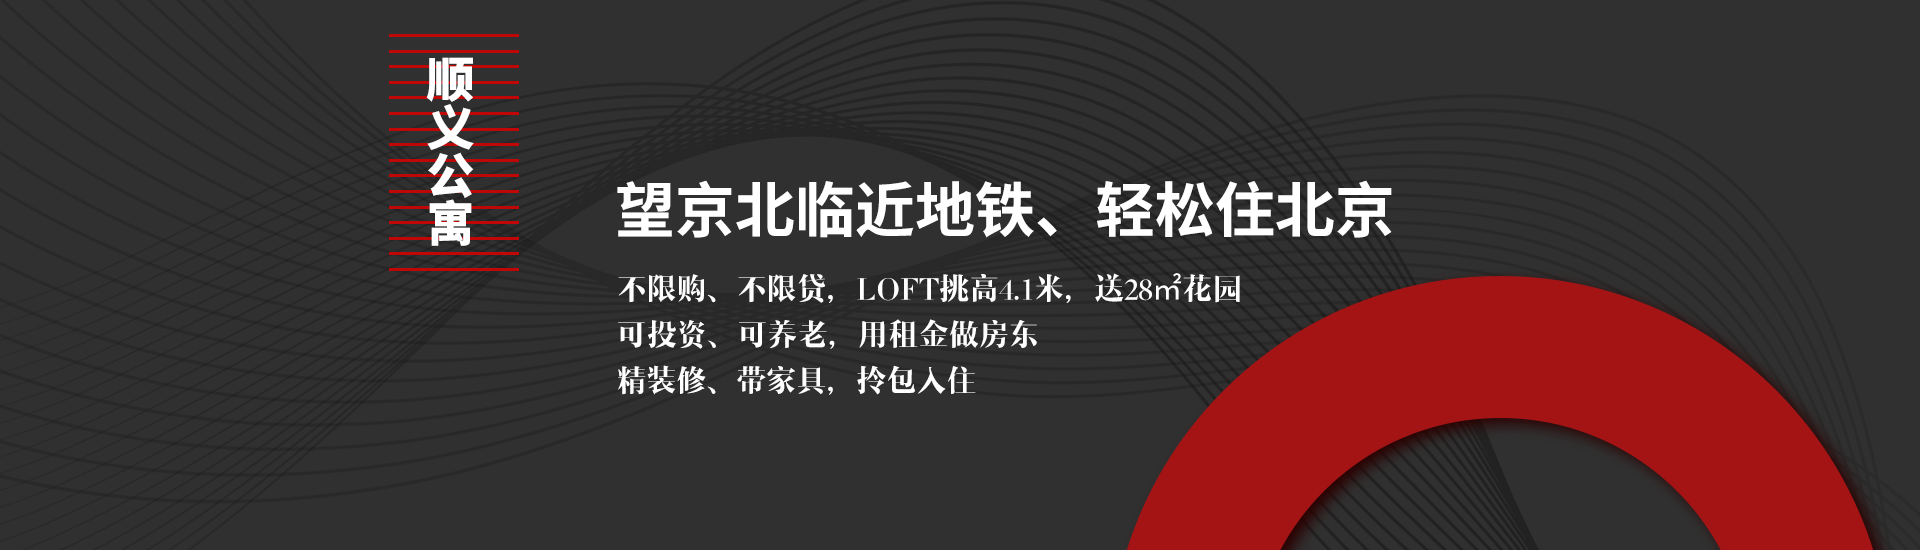 顺义公寓
望京北临近地铁、轻松住北京
不限购、不限贷，LOFT挑高4.1米，送28㎡花园
可投资、可养老，用租金做房东
精装修、带家具，拎包入住